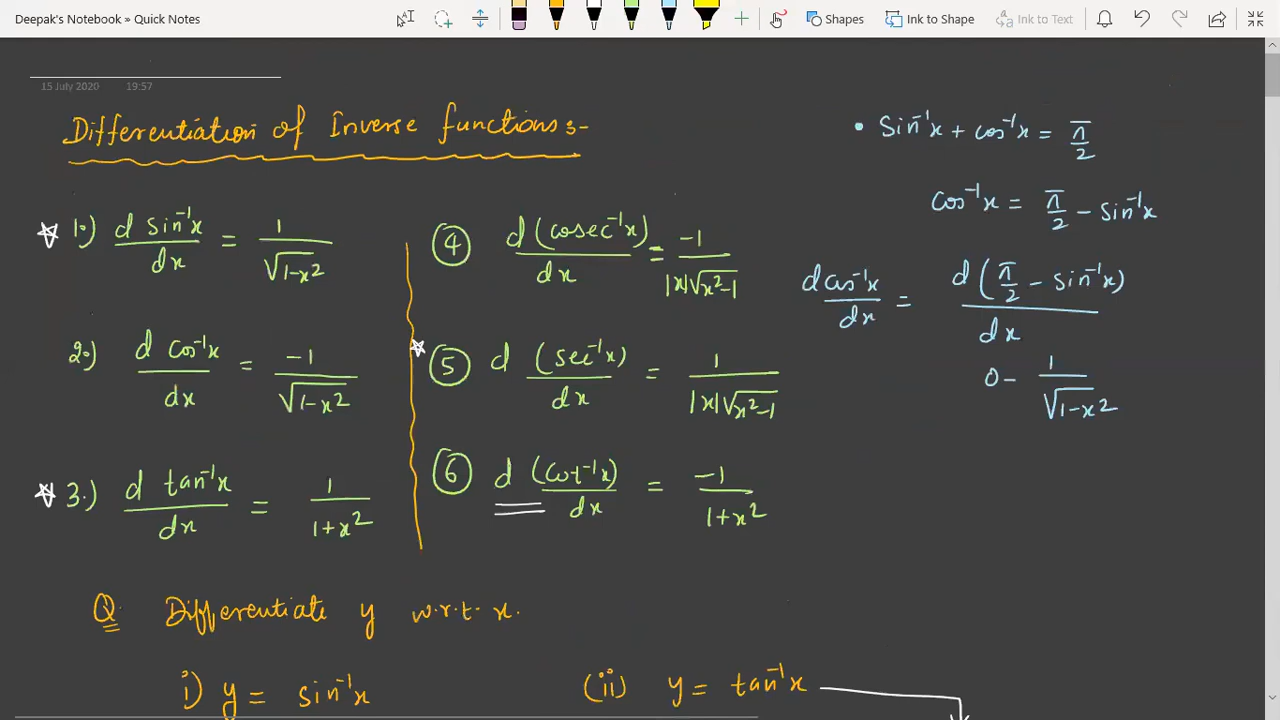 Deepak's Notebook » Quick Notes
Shapes
Ink to Shape
Ink to Text
15 July 2020 19:57
Differentiation of Inverse functions :-
1.) d sin⁻¹x / dx = 1 / √1-x²
2.) d cos⁻¹x / dx = -1 / √1-x²
3.) d tan⁻¹x / dx = 1 / 1+x²
④ d (cosec⁻¹x) / dx = -1 / |x|√x²-1
⑤ d (sec⁻¹x) / dx = 1 / |x|√x²-1
⑥ d (cot⁻¹x) / dx = -1 / 1+x²
• Sin⁻¹x + cos⁻¹x = π/2
cos⁻¹x = π/2 - sin⁻¹x
d cos⁻¹x / dx = d (π/2 - sin⁻¹x) / dx
0 - 1 / √1-x²
Q Differentiate y w.r.t. x.
i) y = sin⁻¹x
(ii) y = tan⁻¹x